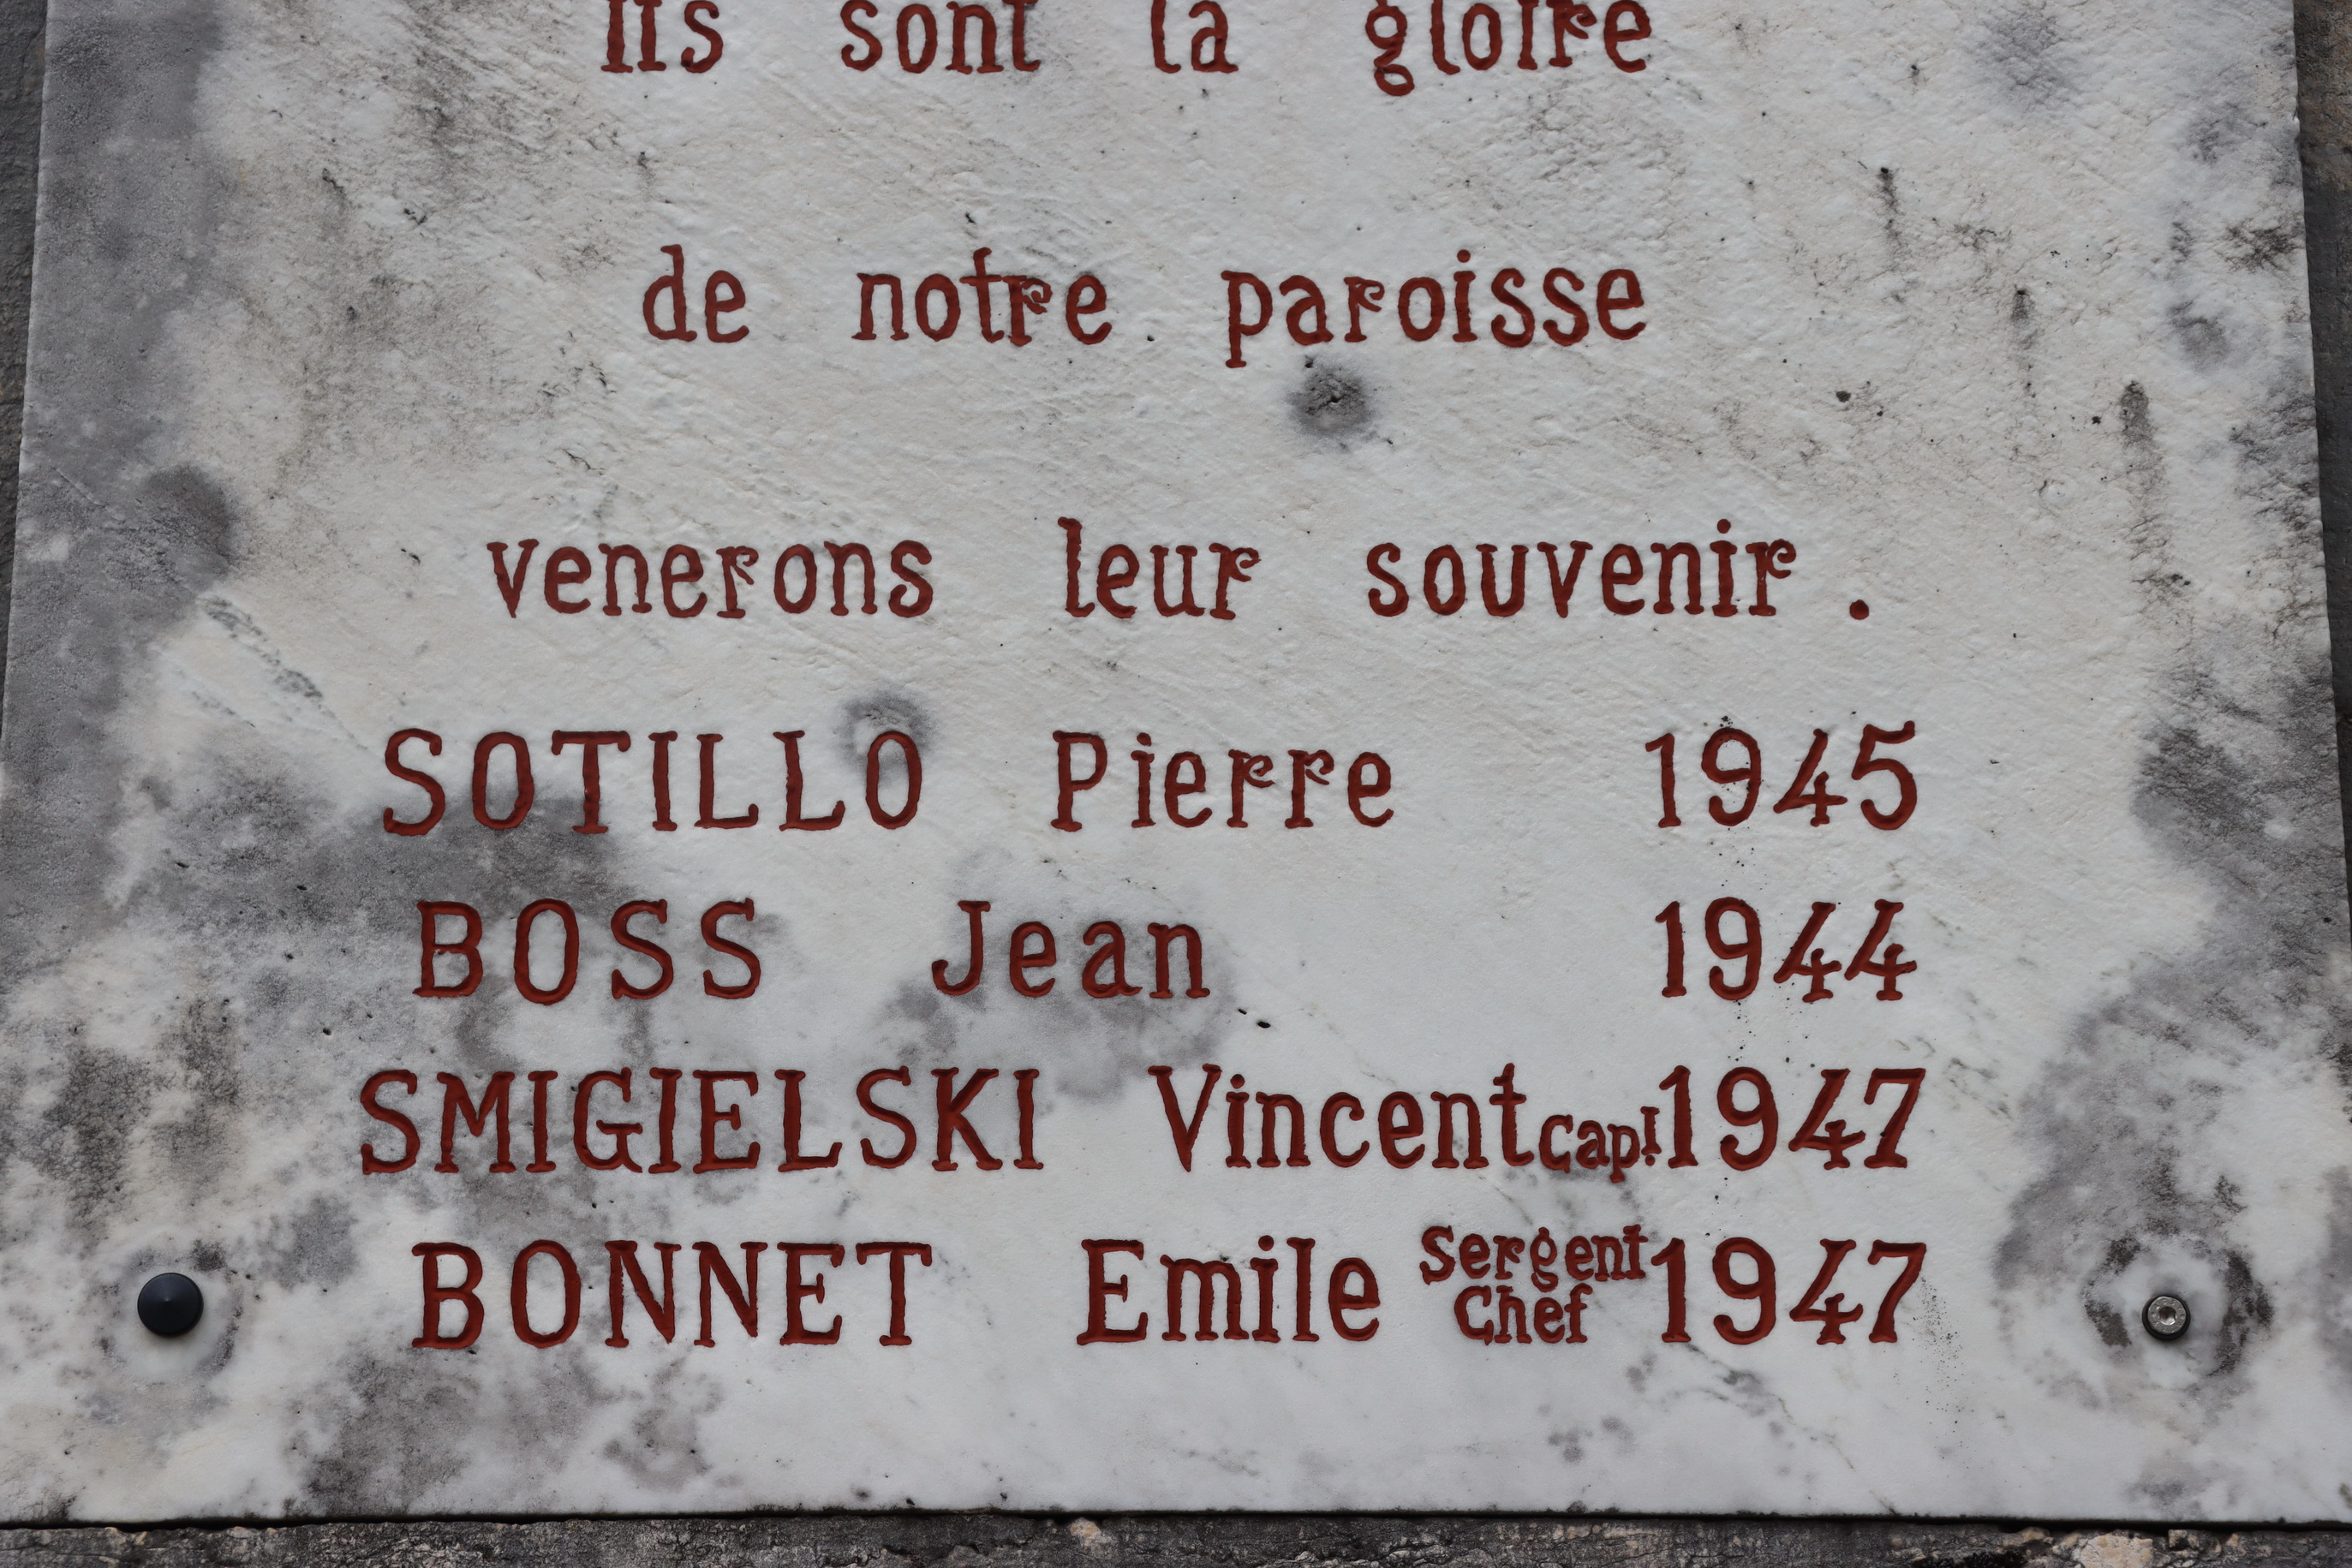 Ils sont la gloire
de notre paroisse
venerons leur souvenir .
SOTILLO Pierre 1945
BOSS Jean 1944
SMIGIELSKI Vincent Cap! 1947
BONNET Emile Sergent Chef 1947